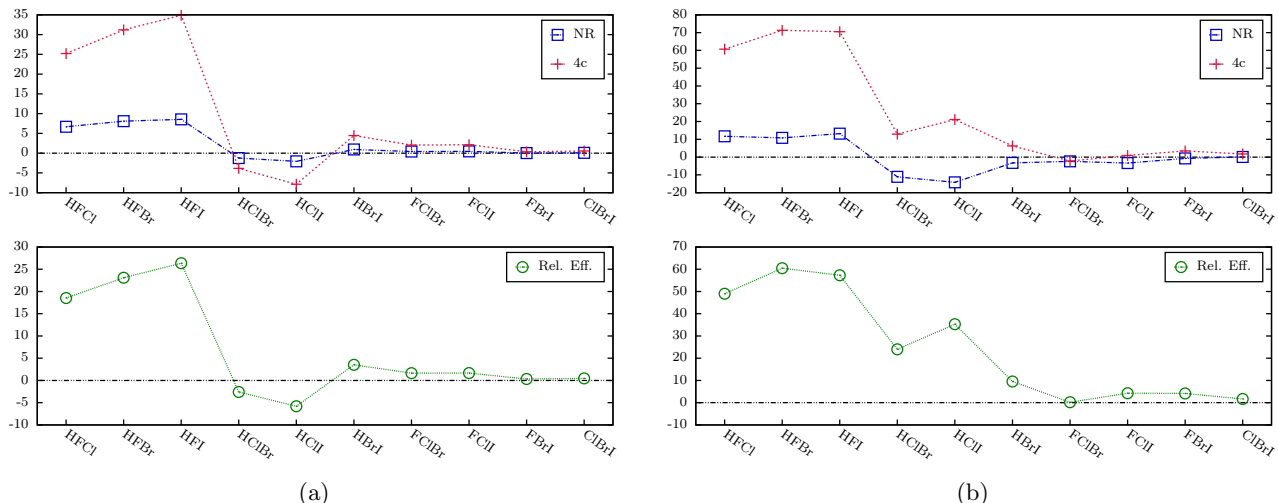 35
30
25
20
15
10
5
0
-5
-10
NR
4c
HFCl
HFBr
HFI
HClBr
HClI
HBrI
FClBr
FClI
FBrI
ClBrI
30
25
20
15
10
5
0
-5
-10
Rel. Eff.
HFCl
HFBr
HFI
HClBr
HClI
HBrI
FClBr
FClI
FBrI
ClBrI
(a)
80
70
60
50
40
30
20
10
0
-10
-20
NR
4c
HFCl
HFBr
HFI
HClBr
HClI
HBrI
FClBr
FClI
FBrI
ClBrI
70
60
50
40
30
20
10
0
-10
Rel. Eff.
HFCl
HFBr
HFI
HClBr
HClI
HBrI
FClBr
FClI
FBrI
ClBrI
(b)